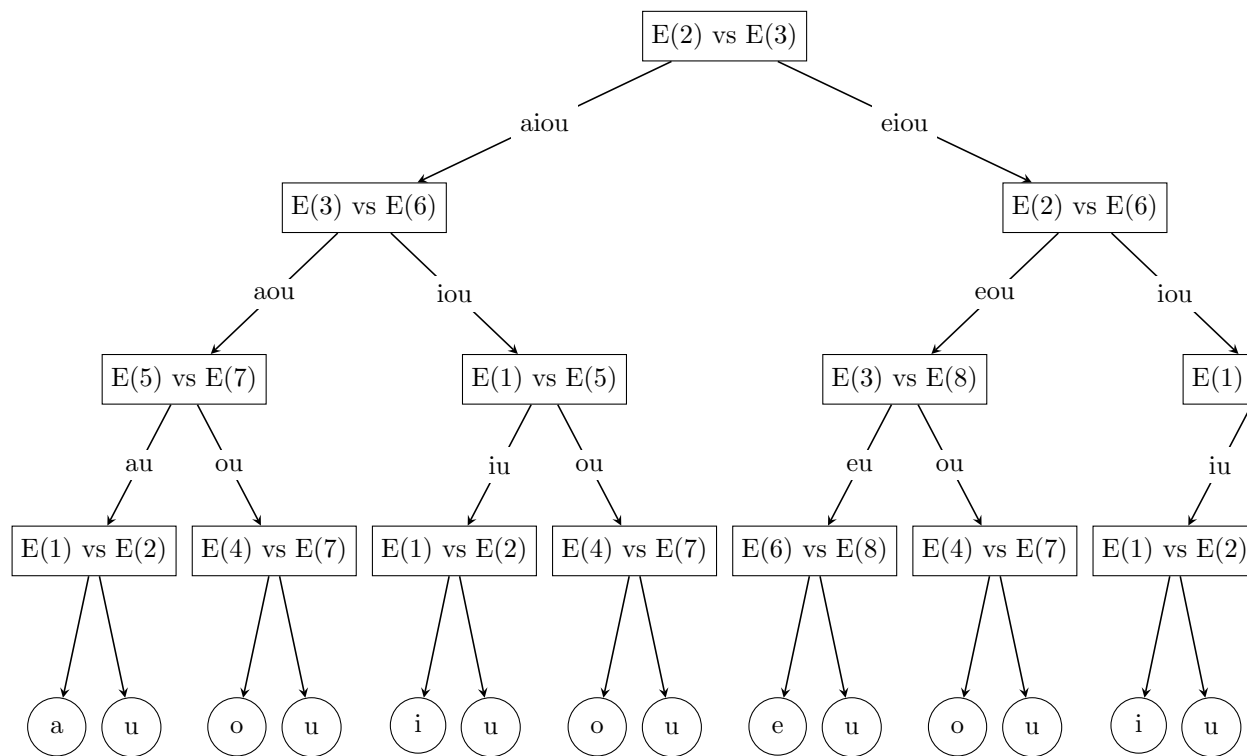 E(2) vs E(3)
aiou eiou
E(3) vs E(6) E(2) vs E(6)
aou iou eou iou
E(5) vs E(7) E(1) vs E(5) E(3) vs E(8) E(1)
au ou iu ou eu ou iu
E(1) vs E(2) E(4) vs E(7) E(1) vs E(2) E(4) vs E(7) E(6) vs E(8) E(4) vs E(7) E(1) vs E(2)
a u o u i u o u e u o u i u